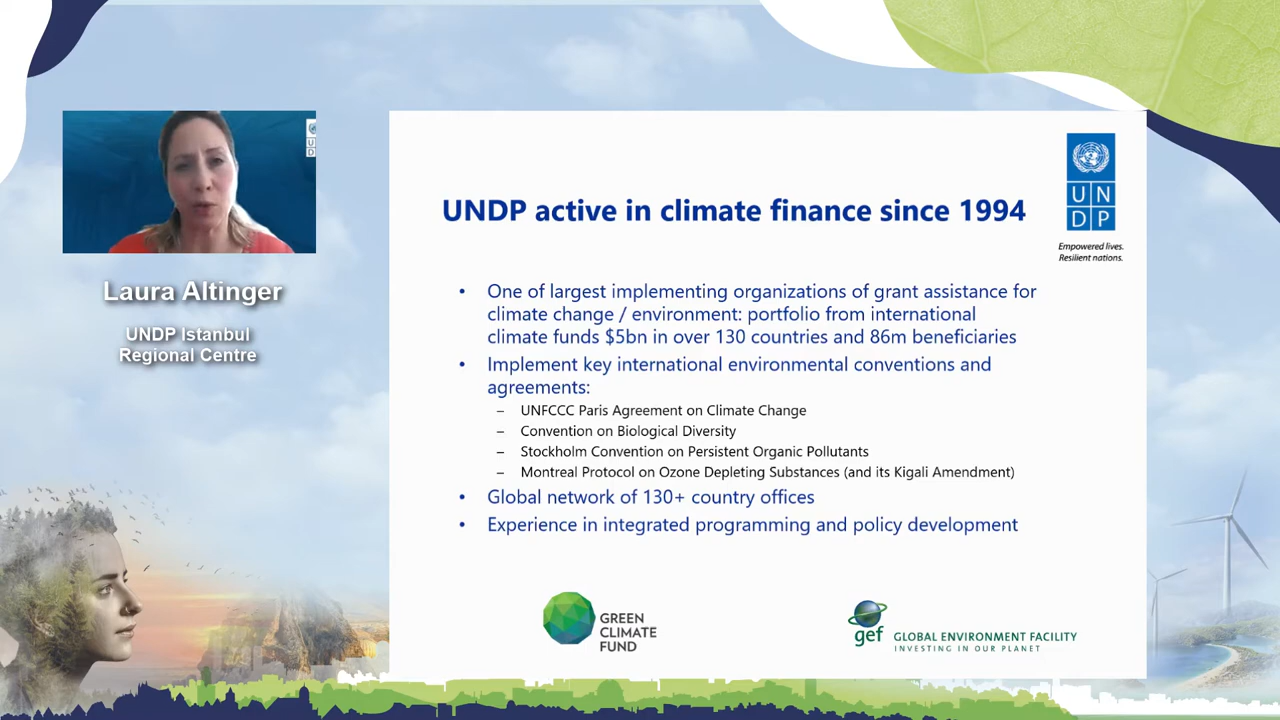 Laura Altinger
UNDP Istanbul
Regional Centre
UNDP active in climate finance since 1994
U N
D P
Empowered lives.
Resilient nations.
• One of largest implementing organizations of grant assistance for
climate change / environment: portfolio from international
climate funds $5bn in over 130 countries and 86m beneficiaries
• Implement key international environmental conventions and
agreements:
– UNFCCC Paris Agreement on Climate Change
– Convention on Biological Diversity
– Stockholm Convention on Persistent Organic Pollutants
– Montreal Protocol on Ozone Depleting Substances (and its Kigali Amendment)
• Global network of 130+ country offices
• Experience in integrated programming and policy development
GREEN
CLIMATE
FUND
gef
GLOBAL ENVIRONMENT FACILITY
INVESTING IN OUR PLANET
U
D